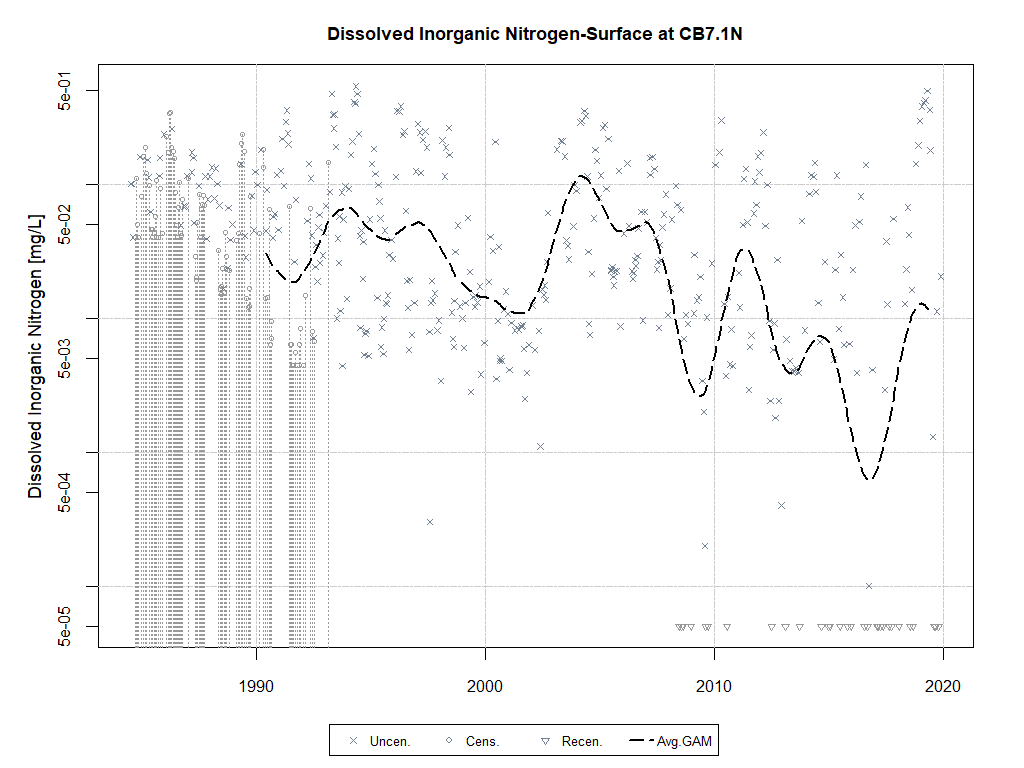 Dissolved Inorganic Nitrogen-Surface at CB7.1N
Dissolved Inorganic Nitrogen [mg/L]
5e-01
5e-02
5e-03
5e-04
5e-05
1990 2000 2010 2020
Uncen. Cens. Recen. Avg.GAM